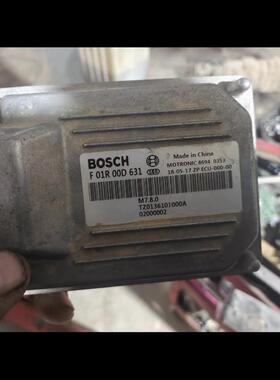 BOSCH
Made in China
MOTRONIC 8694 0353
F 01R 00D 631
18-05-17 ZP ECU-000-00
M7.8.0
TZ0136101000A
02000002